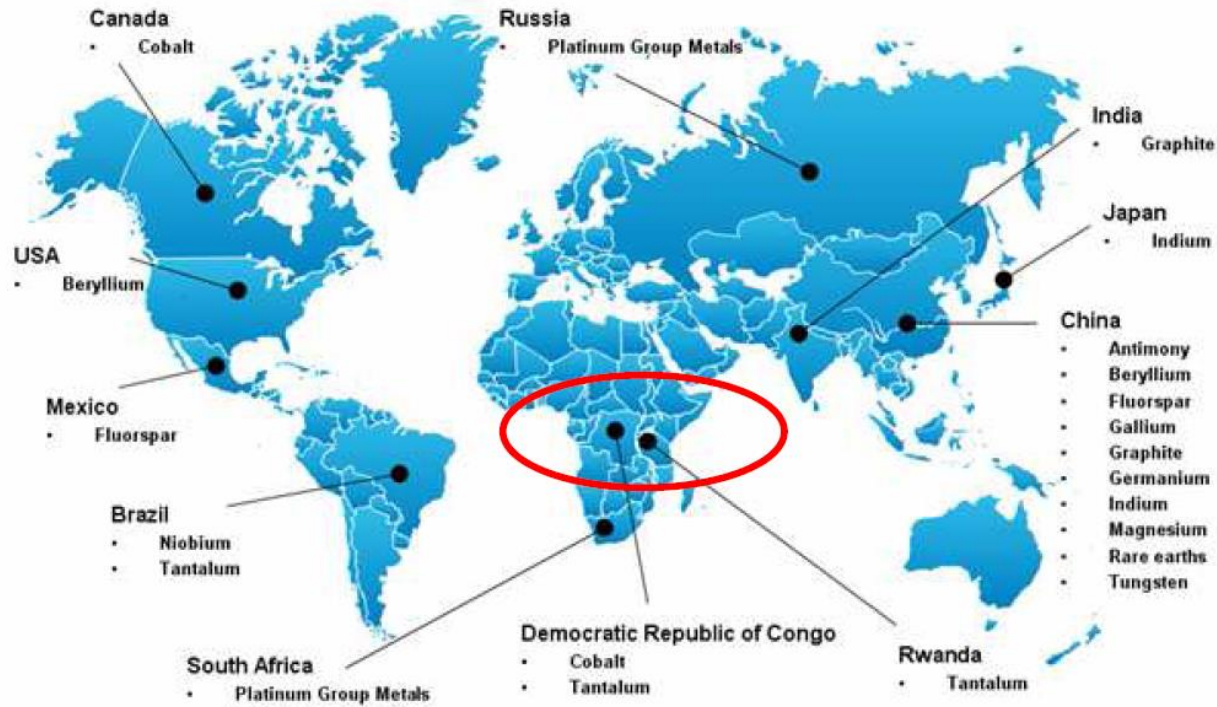 Canada
• Cobalt
Russia
• Platinum Group Metals
India
• Graphite
Japan
• Indium
USA
• Beryllium
China
• Antimony
• Beryllium
• Fluorspar
• Gallium
• Graphite
• Germanium
• Indium
• Magnesium
• Rare earths
• Tungsten
Mexico
• Fluorspar
Brazil
• Niobium
• Tantalum
South Africa
• Platinum Group Metals
Democratic Republic of Congo
• Cobalt
• Tantalum
Rwanda
• Tantalum